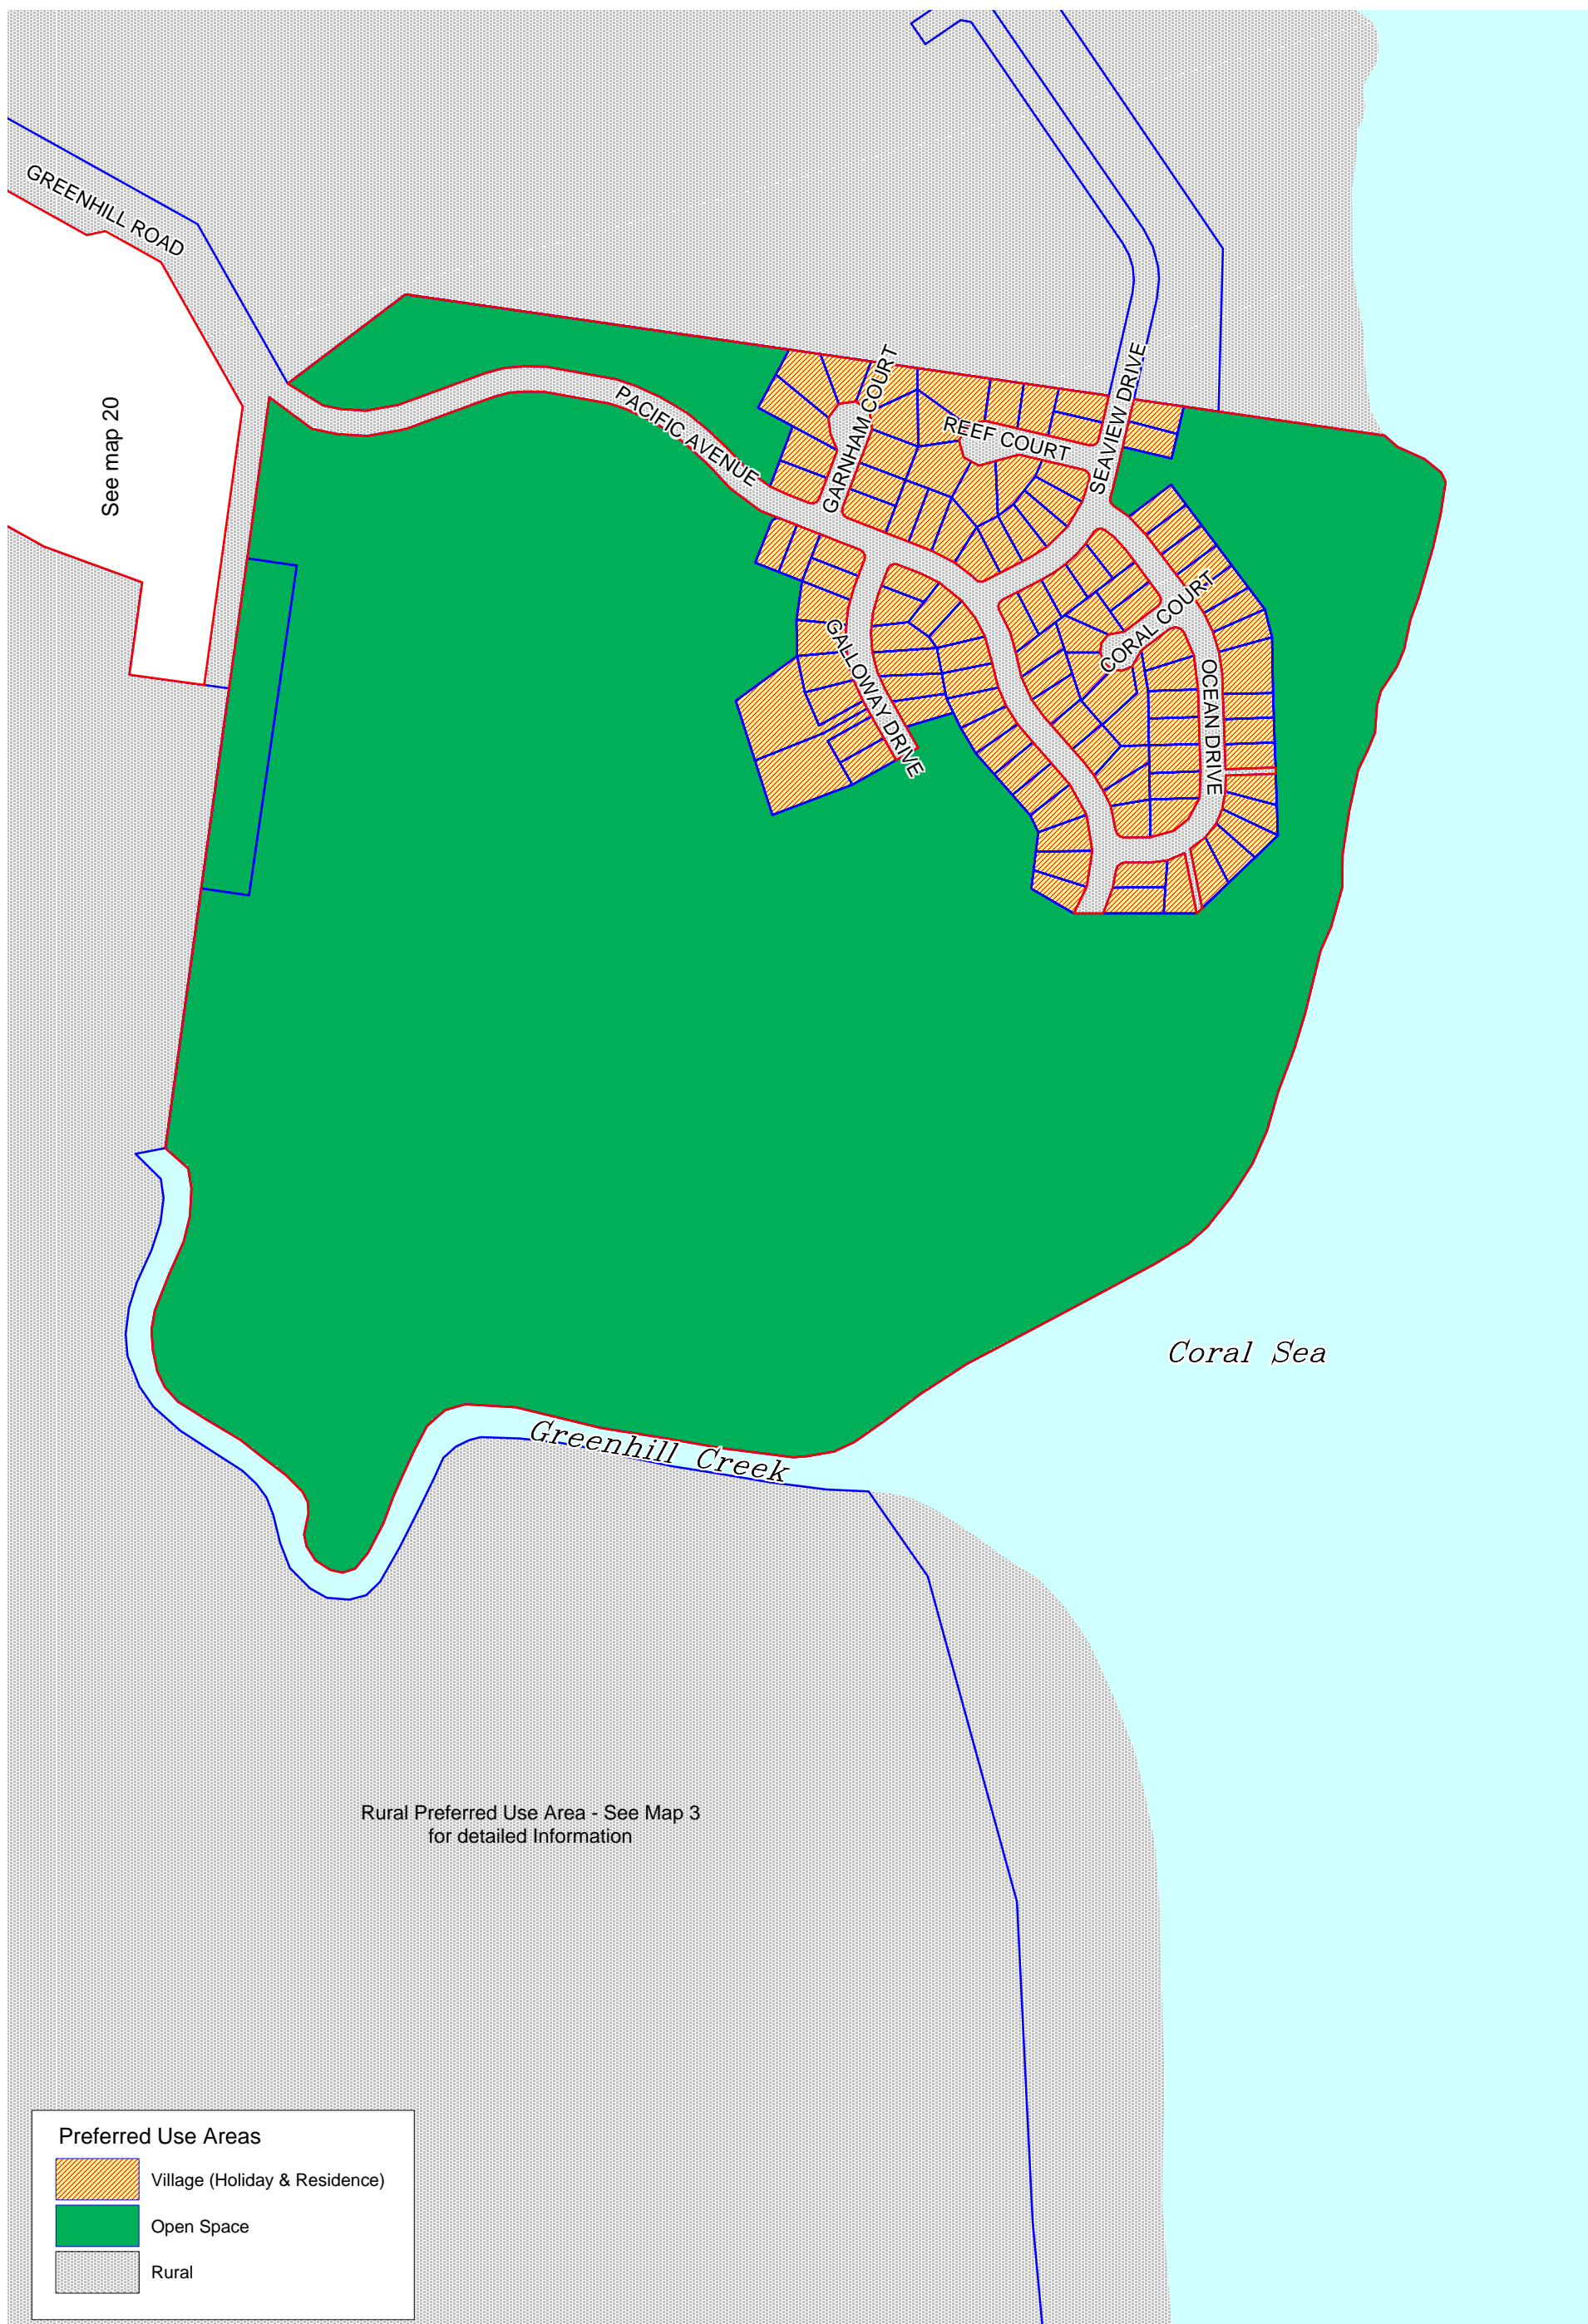 GREENHILL ROAD
See map 20
PACIFIC AVENUE
GARNHAM COURT
REEF COURT
SEAVIEW DRIVE
CORAL COURT
GALLOWAY DRIVE
OCEAN DRIVE
Coral Sea
Greenhill Creek
Rural Preferred Use Area - See Map 3
for detailed Information
Preferred Use Areas
Village (Holiday & Residence)
Open Space
Rural